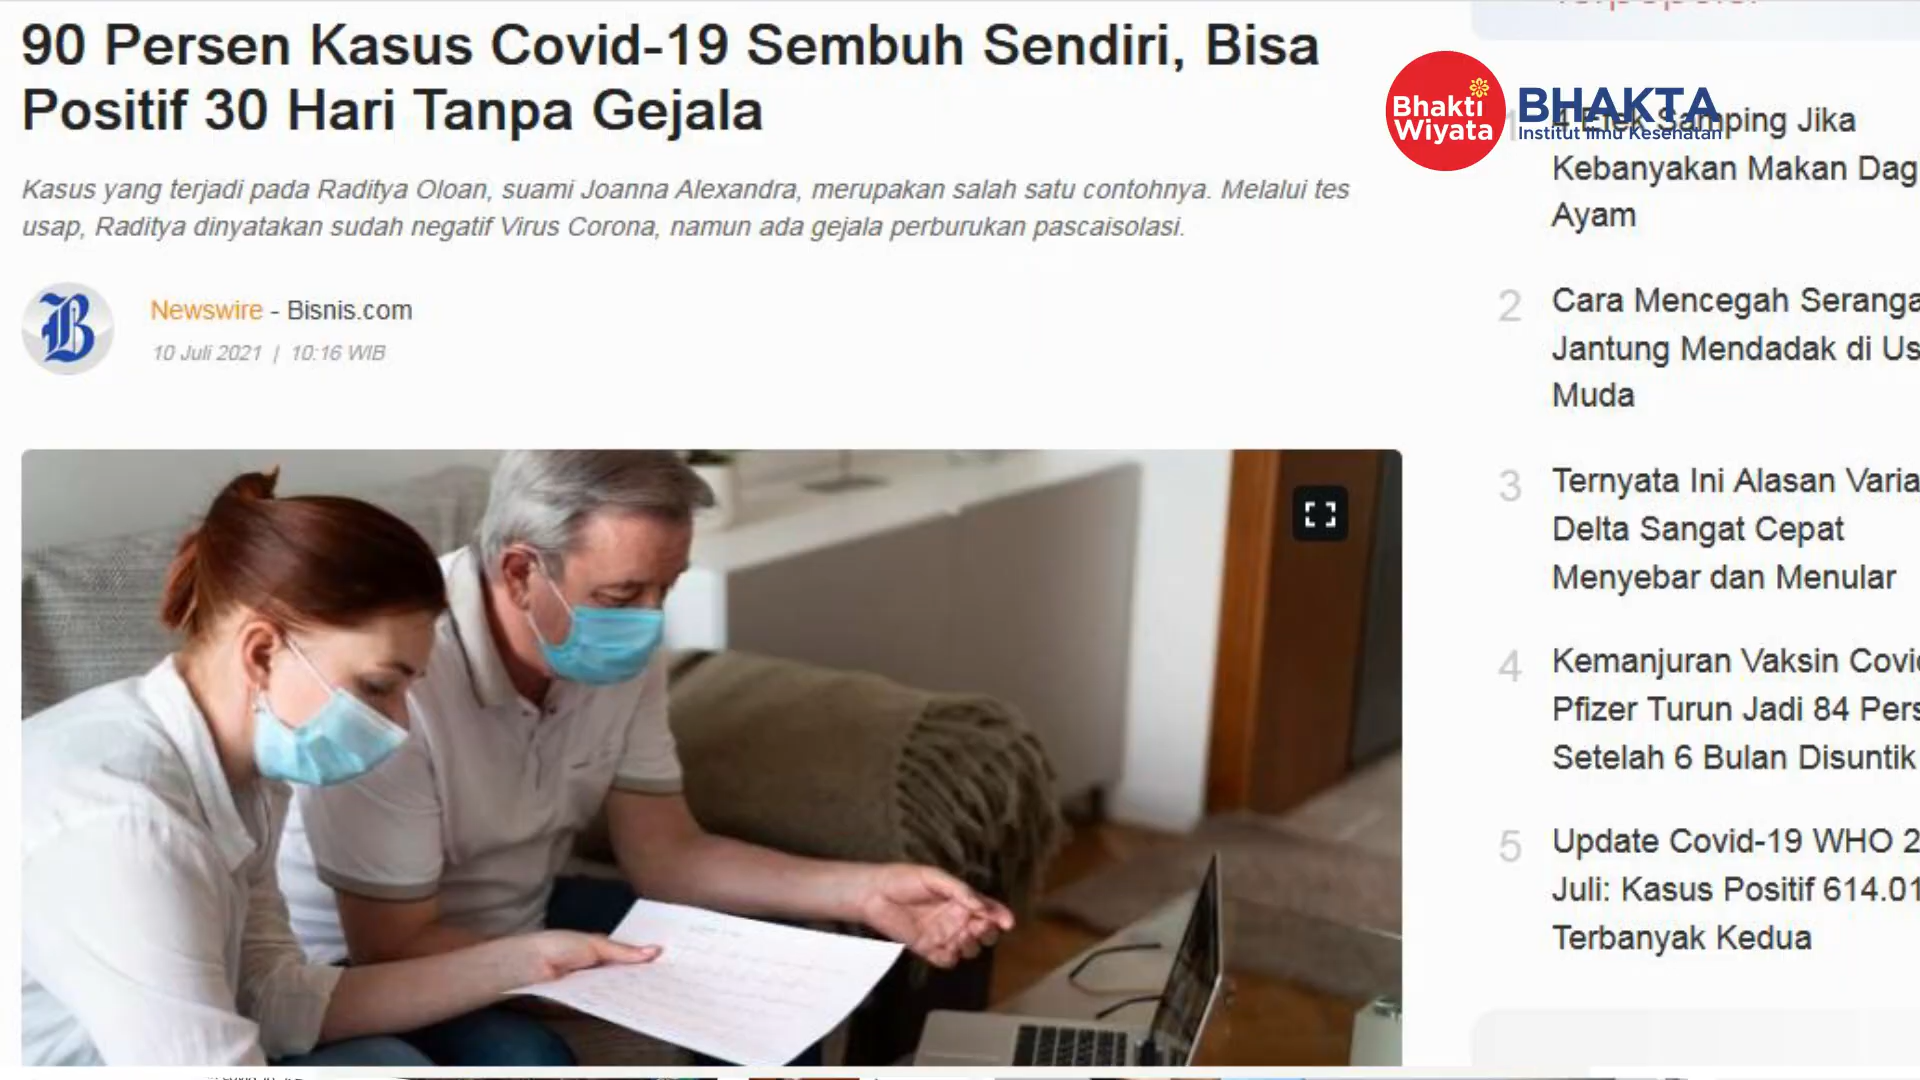 90 Persen Kasus Covid-19 Sembuh Sendiri, Bisa
Positif 30 Hari Tanpa Gejala
Kasus yang terjadi pada Raditya Oloan, suami Joanna Alexandra, merupakan salah satu contohnya. Melalui tes
usap, Raditya dinyatakan sudah negatif Virus Corona, namun ada gejala perburukan pascaisolasi.
Newswire - Bisnis.com
10 Juli 2021 | 10:16 WIB
Bhakti
Wiyata
BHAKTA
Institut Ilmu Kesehatan
1 4 Efek Samping Jika
Kebanyakan Makan Dag
Ayam
2 Cara Mencegah Seranga
Jantung Mendadak di Us
Muda
3 Ternyata Ini Alasan Varia
Delta Sangat Cepat
Menyebar dan Menular
4 Kemanjuran Vaksin Covi
Pfizer Turun Jadi 84 Pers
Setelah 6 Bulan Disuntik
5 Update Covid-19 WHO 2
Juli: Kasus Positif 614.01
Terbanyak Kedua